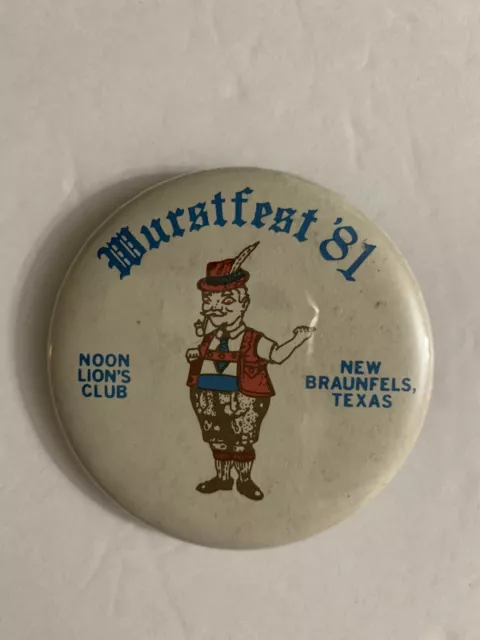 Wurstfest '81
NOON
LION'S
CLUB
NEW
BRAUNFELS,
TEXAS